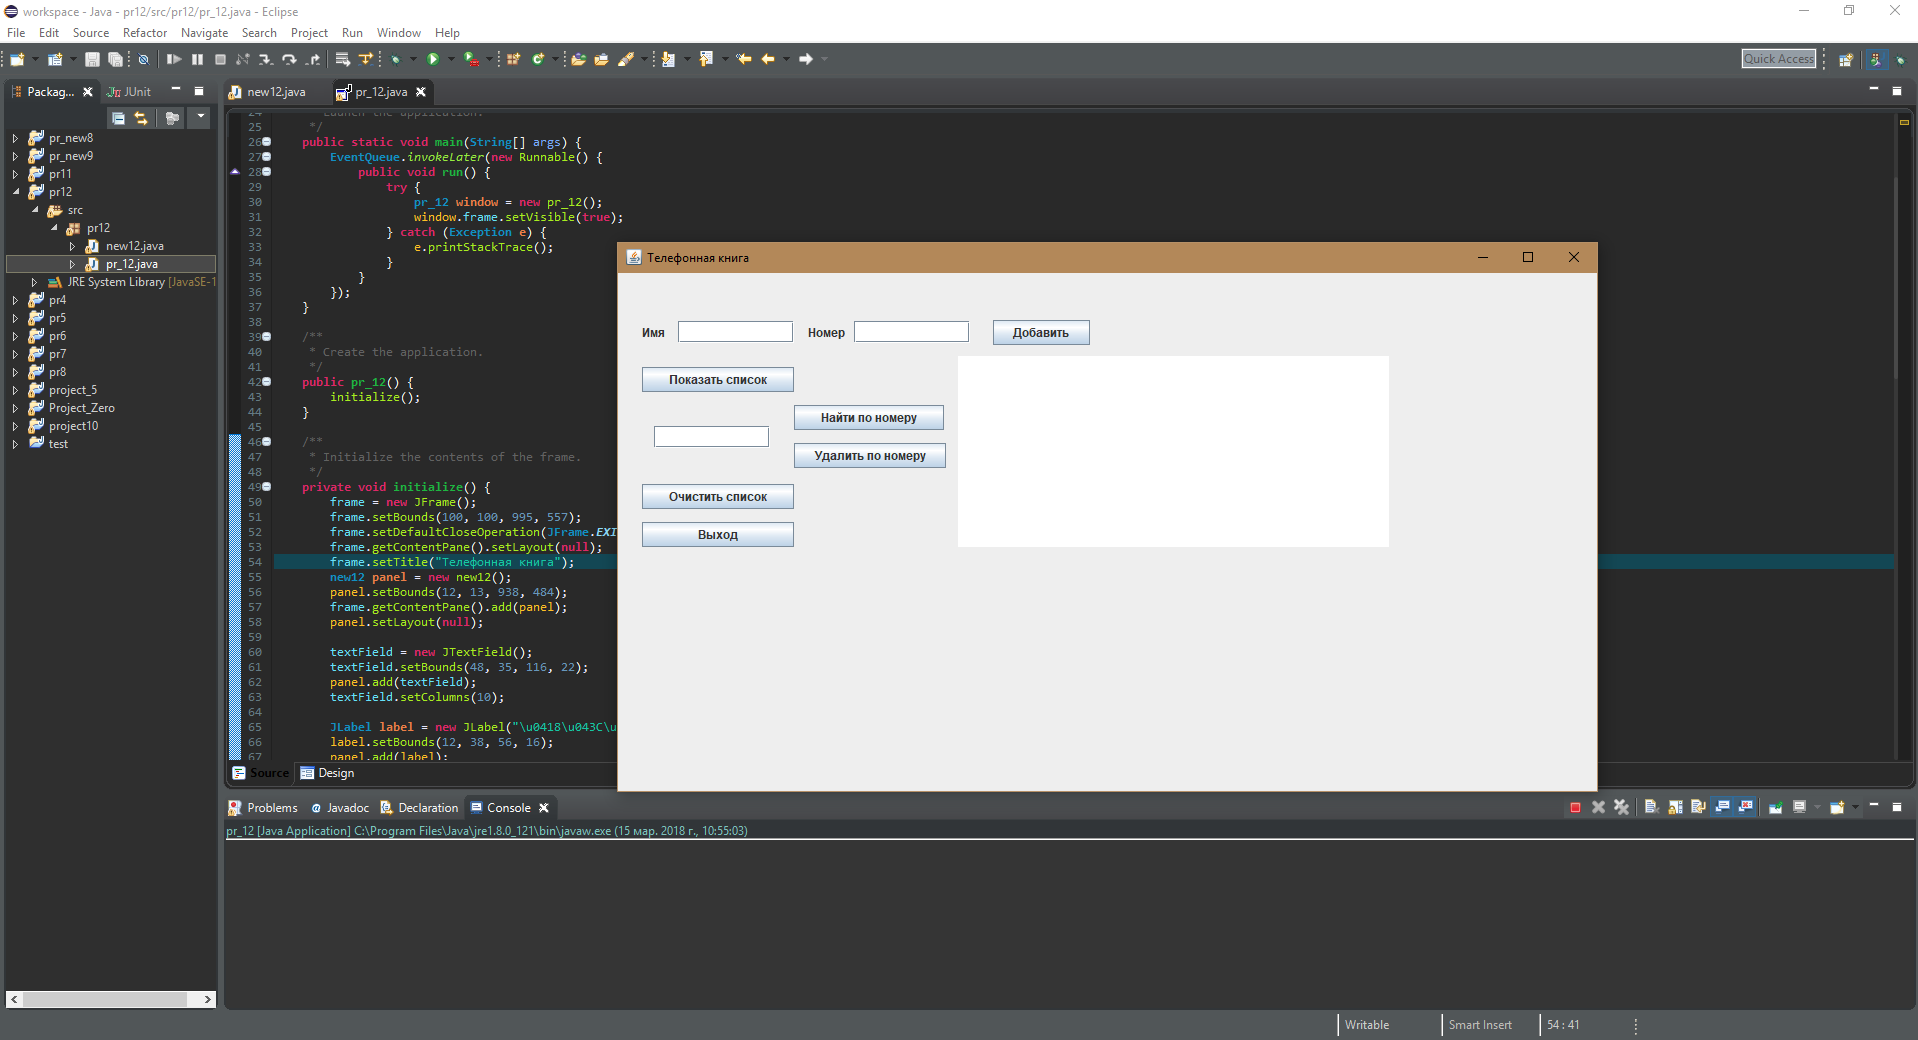 workspace - Java - pr12/src/pr12/pr_12.java - Eclipse
File Edit Source Refactor Navigate Search Project Run Window Help
Quick Access
Packag... JUnit
new12.java pr_12.java
pr_new8
pr_new9
pr11
pr12
src
pr12
new12.java
pr_12.java
JRE System Library [JavaSE-1
pr4
pr5
pr6
pr7
pr8
project_5
Project_Zero
project10
test
24 Launch the application.
25 */
26 public static void main(String[] args) {
27 EventQueue.invokeLater(new Runnable() {
28 public void run() {
29 try {
30 pr_12 window = new pr_12();
31 window.frame.setVisible(true);
32 } catch (Exception e) {
33 e.printStackTrace();
34 }
35 }
36 });
37 }
38
39 /**
40 * Create the application.
41 */
42 public pr_12() {
43 initialize();
44 }
45
46 /**
47 * Initialize the contents of the frame.
48 */
49 private void initialize() {
50 frame = new JFrame();
51 frame.setBounds(100, 100, 995, 557);
52 frame.setDefaultCloseOperation(JFrame.EXI
53 frame.getContentPane().setLayout(null);
54 frame.setTitle("Телефонная книга");
55 new12 panel = new new12();
56 panel.setBounds(12, 13, 938, 484);
57 frame.getContentPane().add(panel);
58 panel.setLayout(null);
59
60 textField = new JTextField();
61 textField.setBounds(48, 35, 116, 22);
62 panel.add(textField);
63 textField.setColumns(10);
64
65 JLabel label = new JLabel("\u0418\u043C\u
66 label.setBounds(12, 38, 56, 16);
67 panel.add(label);
Source Design
Телефонная книга
Имя Номер Добавить
Показать список
Найти по номеру
Удалить по номеру
Очистить список
Выход
Problems @ Javadoc Declaration Console
pr_12 [Java Application] C:\Program Files\Java\jre1.8.0_121\bin\javaw.exe (15 мар. 2018 г., 10:55:03)
Writable Smart Insert 54 : 41